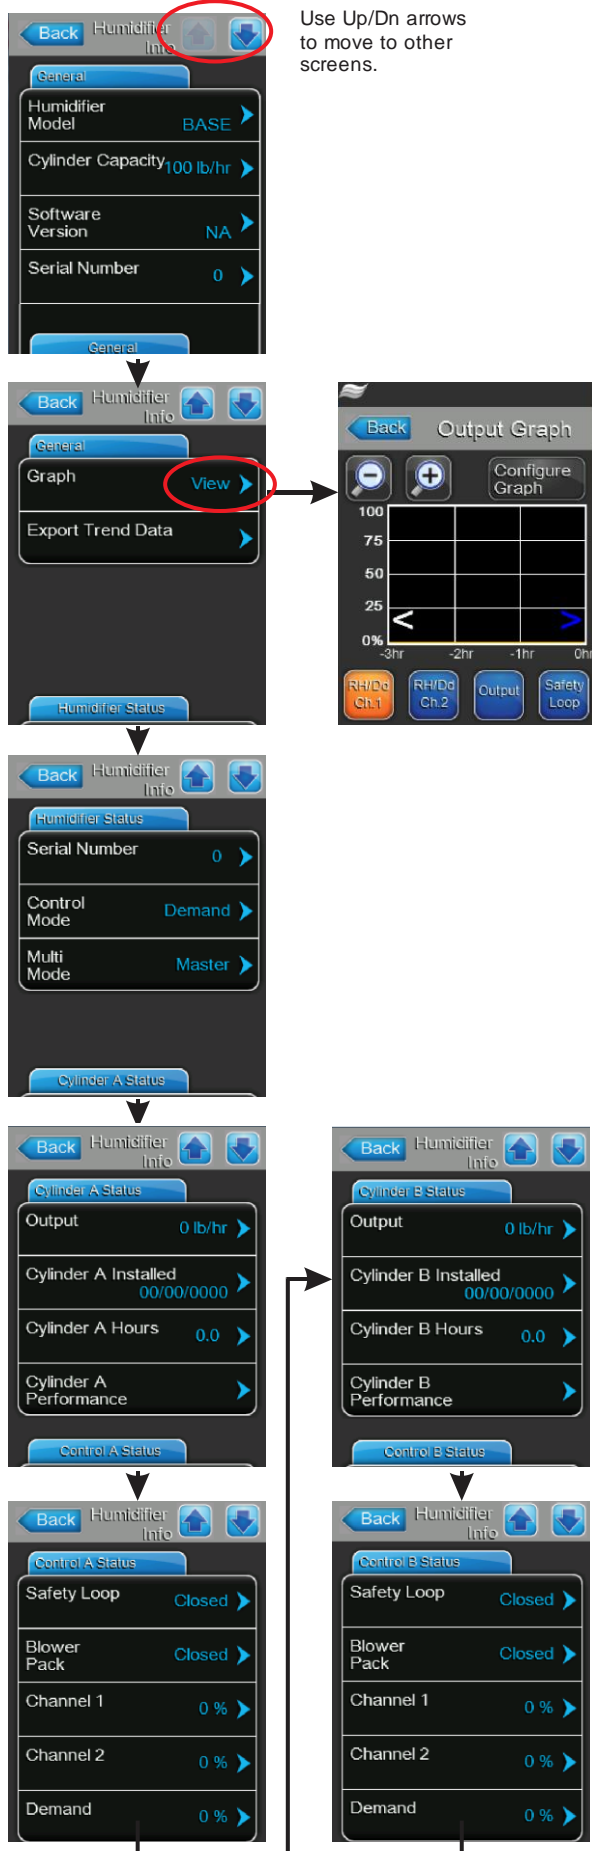 Back Humidifier
Info
Use Up/Dn arrows
to move to other
screens.
General
Humidifier
Model BASE
Cylinder Capacity 100 lb/hr
Software
Version NA
Serial Number 0
General
Back Humidifier
Info
General
Graph View
Export Trend Data
Humidifier Status
Back Output Graph
Configure
Graph
100
75
50
25
0%
-3hr -2hr -1hr 0hr
RH/Dd
Ch.1
RH/Dd
Ch.2
Output
Safety
Loop
Back Humidifier
Info
Humidifier Status
Serial Number 0
Control
Mode Demand
Multi
Mode Master
Cylinder A Status
Back Humidifier
Info
Cylinder A Status
Output 0 lb/hr
Cylinder A Installed
00/00/0000
Cylinder A Hours 0.0
Cylinder A
Performance
Control A Status
Back Humidifier
Info
Control A Status
Safety Loop Closed
Blower
Pack Closed
Channel 1 0 %
Channel 2 0 %
Demand 0 %
Back Humidifier
Info
Cylinder B Status
Output 0 lb/hr
Cylinder B Installed
00/00/0000
Cylinder B Hours 0.0
Cylinder B
Performance
Control B Status
Back Humidifier
Info
Control B Status
Safety Loop Closed
Blower
Pack Closed
Channel 1 0 %
Channel 2 0 %
Demand 0 %